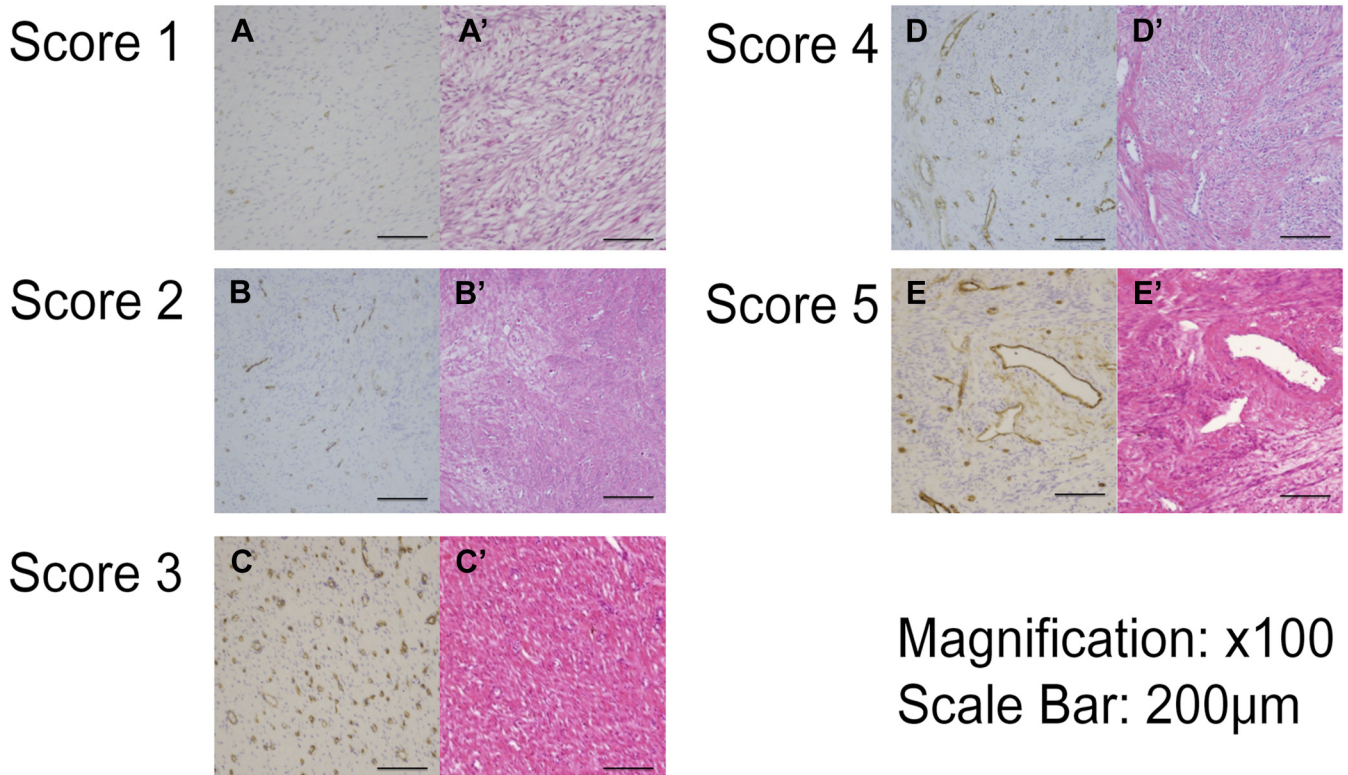 Score 1
A
A’
Score 2
B
B’
Score 3
C
C’
Score 4
D
D’
Score 5
E
E’
Magnification: x100
Scale Bar: 200µm